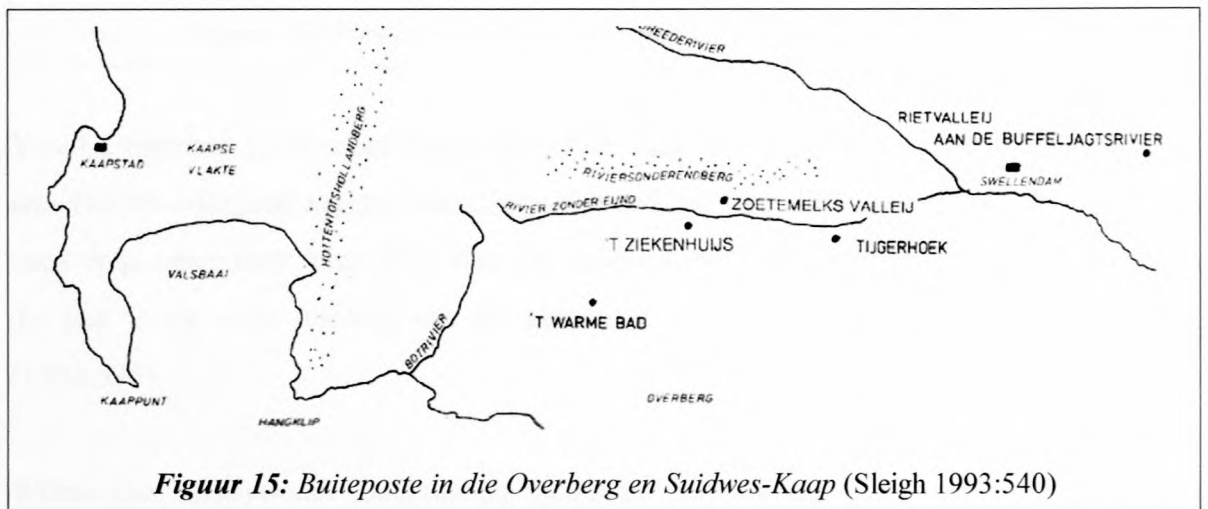 BREEDERIVIER
KAAPSTAD
KAAPSE
VLAKTE
HOTTENTOTSHOLLANDBERG
RIETVALLEIJ
AAN DE BUFFELJAGTSRIVIER
RIVIERSONDERENDBERG
SWELLENDAM
RIVIER ZONDER EIJND
ZOETEMELKS VALLEIJ
'T ZIEKENHUIJS
TIJGERHOEK
VALSBAAI
'T WARME BAD
BOTRIVIER
KAAPPUNT
HANGKLIP
OVERBERG
Figuur 15: Buiteposte in die Overberg en Suidwes-Kaap (Sleigh 1993:540)